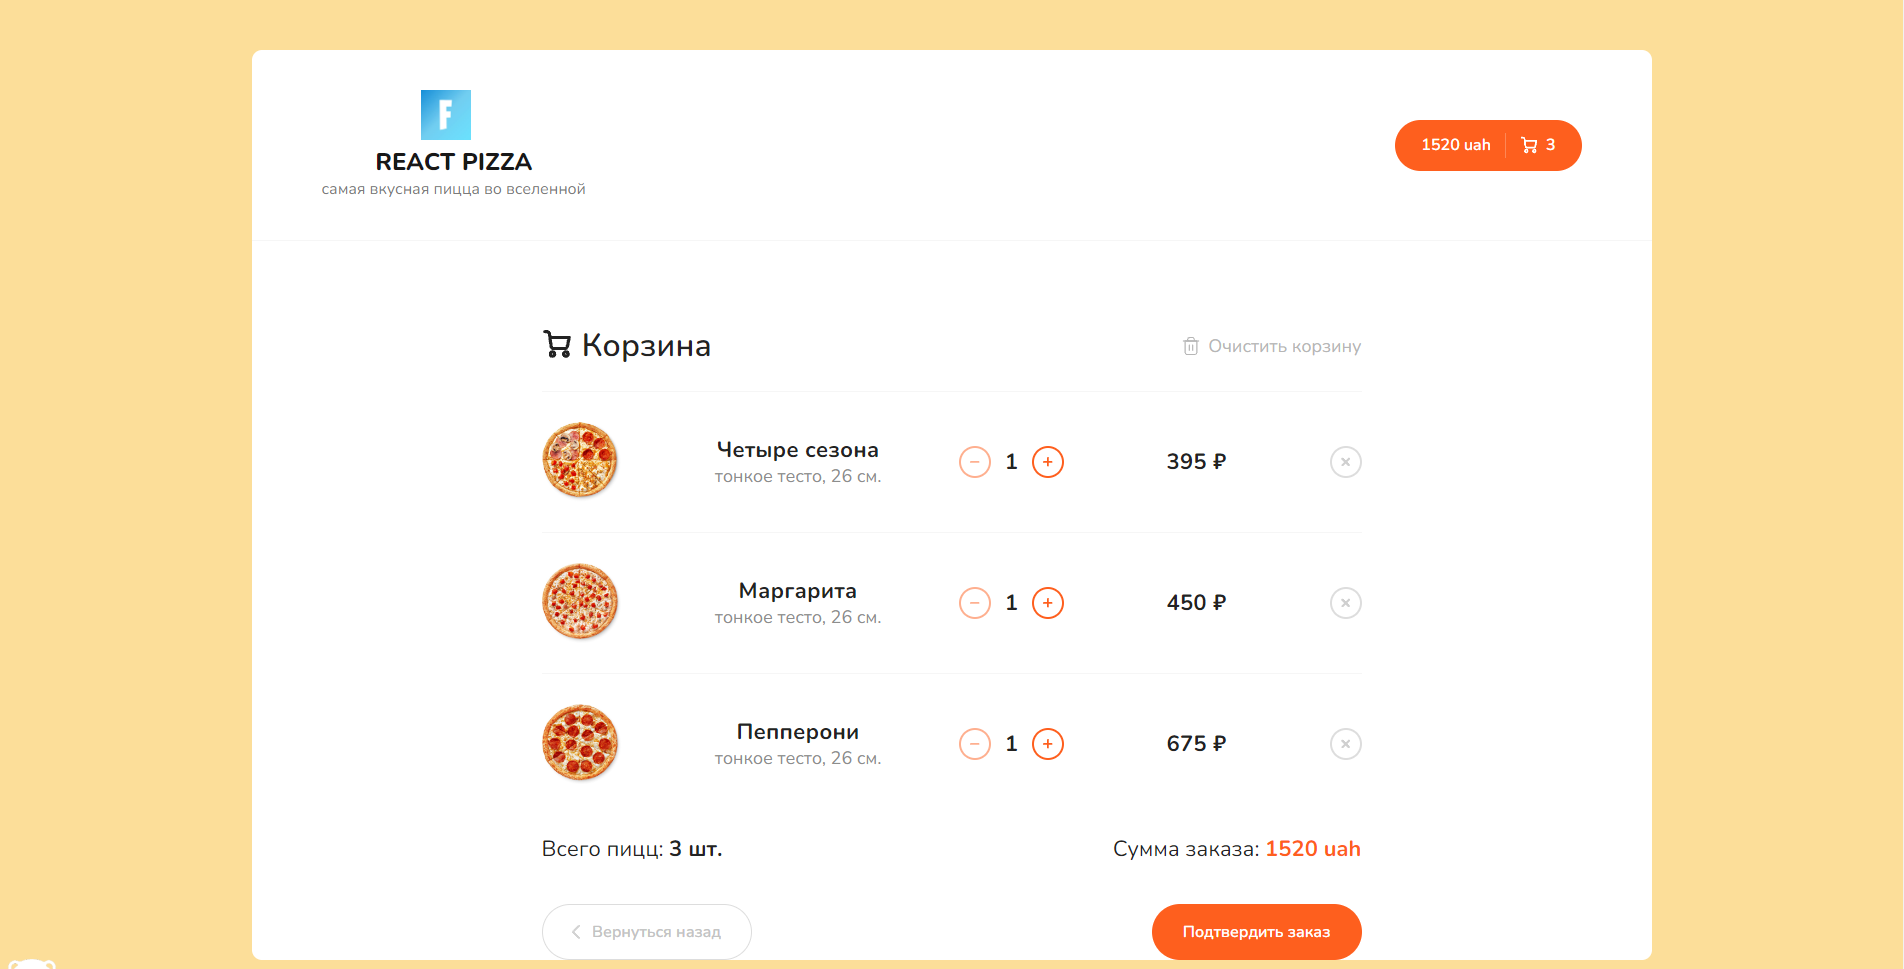 F
REACT PIZZA
самая вкусная пицца во вселенной
1520 uah 3
Корзина
Очистить корзину
Четыре сезона
тонкое тесто, 26 см.
1
395 ₽
Маргарита
тонкое тесто, 26 см.
1
450 ₽
Пепперони
тонкое тесто, 26 см.
1
675 ₽
Всего пицц: 3 шт.
Сумма заказа: 1520 uah
Вернуться назад
Подтвердить заказ